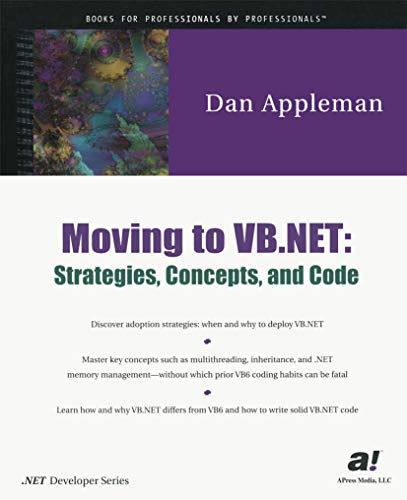 BOOKS FOR PROFESSIONALS BY PROFESSIONALS™
Dan Appleman
Moving to VB.NET:
Strategies, Concepts, and Code
Discover adoption strategies: when and why to deploy VB.NET
Master key concepts such as multithreading, inheritance, and .NET
memory management—without which prior VB6 coding habits can be fatal
Learn how and why VB.NET differs from VB6 and how to write solid VB.NET code
.NET Developer Series
a!
APress Media, LLC